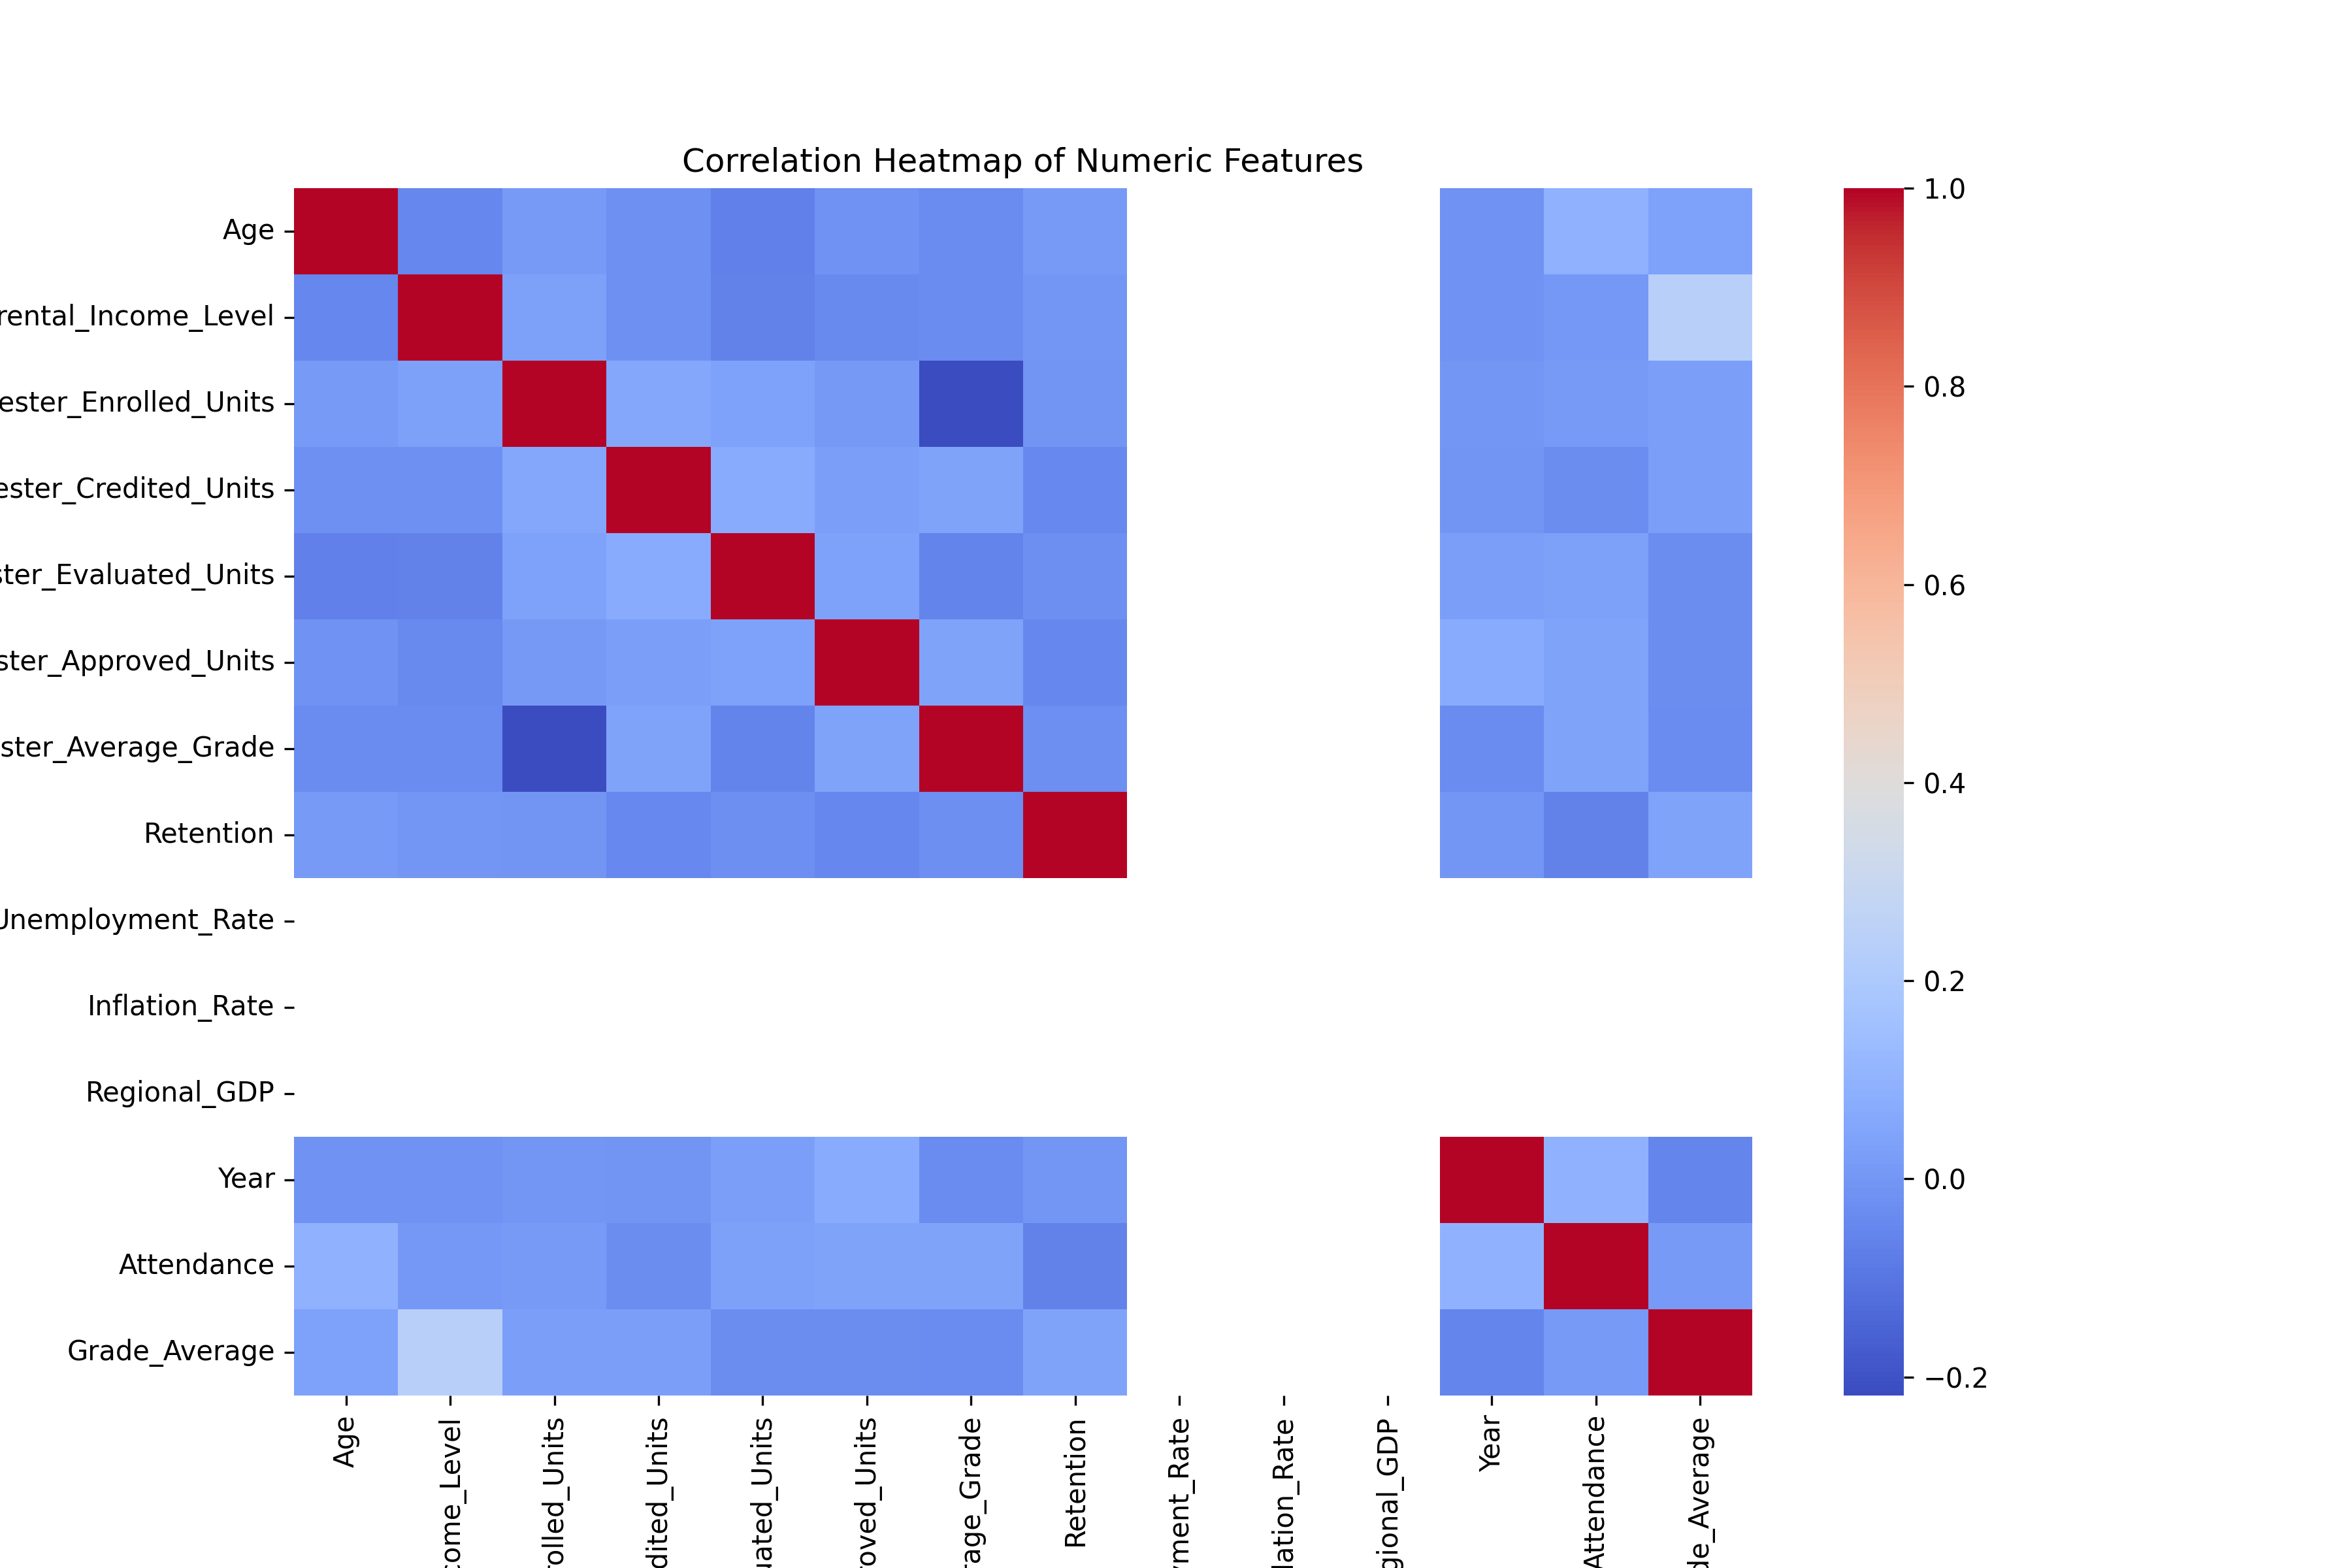 Correlation Heatmap of Numeric Features
Age
rental_Income_Level
ester_Enrolled_Units
ester_Credited_Units
ster_Evaluated_Units
ster_Approved_Units
ster_Average_Grade
Retention
Unemployment_Rate
Inflation_Rate
Regional_GDP
Year
Attendance
Grade_Average
Age
come_Level
rolled_Units
dited_Units
uated_Units
roved_Units
rage_Grade
Retention
yment_Rate
lation_Rate
gional_GDP
Year
Attendance
de_Average
1.0
0.8
0.6
0.4
0.2
0.0
−0.2